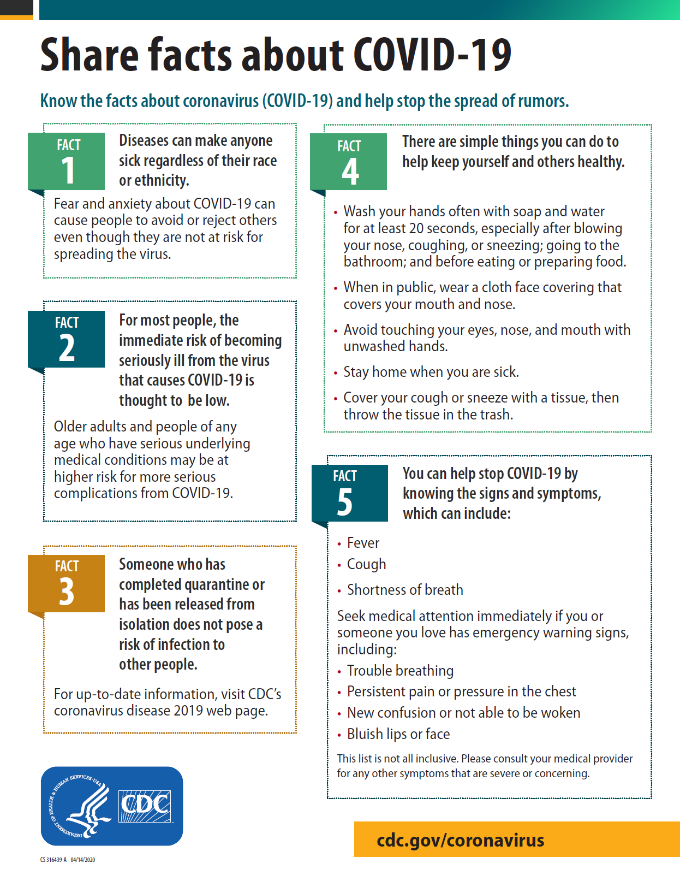 Share facts about COVID-19
Know the facts about coronavirus (COVID-19) and help stop the spread of rumors.
FACT
1
Diseases can make anyone
sick regardless of their race
or ethnicity.
Fear and anxiety about COVID-19 can
cause people to avoid or reject others
even though they are not at risk for
spreading the virus.
FACT
2
For most people, the
immediate risk of becoming
seriously ill from the virus
that causes COVID-19 is
thought to be low.
Older adults and people of any
age who have serious underlying
medical conditions may be at
higher risk for more serious
complications from COVID-19.
FACT
3
Someone who has
completed quarantine or
has been released from
isolation does not pose a
risk of infection to
other people.
For up-to-date information, visit CDC's
coronavirus disease 2019 web page.
FACT
4
There are simple things you can do to
help keep yourself and others healthy.
• Wash your hands often with soap and water
for at least 20 seconds, especially after blowing
your nose, coughing, or sneezing; going to the
bathroom; and before eating or preparing food.
• When in public, wear a cloth face covering that
covers your mouth and nose.
• Avoid touching your eyes, nose, and mouth with
unwashed hands.
• Stay home when you are sick.
• Cover your cough or sneeze with a tissue, then
throw the tissue in the trash.
FACT
5
You can help stop COVID-19 by
knowing the signs and symptoms,
which can include:
• Fever
• Cough
• Shortness of breath
Seek medical attention immediately if you or
someone you love has emergency warning signs,
including:
• Trouble breathing
• Persistent pain or pressure in the chest
• New confusion or not able to be woken
• Bluish lips or face
This list is not all inclusive. Please consult your medical provider
for any other symptoms that are severe or concerning.
DEPARTMENT OF HEALTH & HUMAN SERVICES USA
CDC
CS 316439-A 04/14/2020
cdc.gov/coronavirus